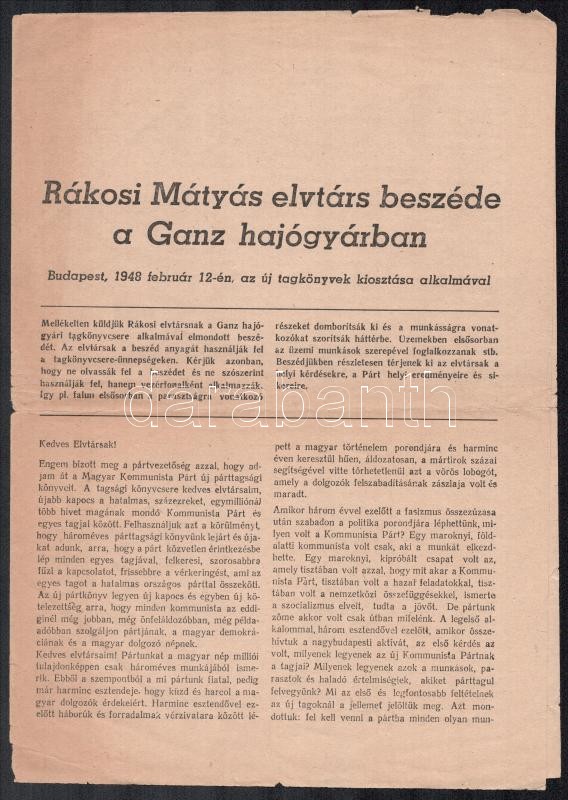 Rákosi Mátyás elvtárs beszéde
a Ganz hajógyárban
Budapest, 1948 február 12-én, az új tagkönyvek kiosztása alkalmával
Mellékelten küldjük Rákosi elvtársnak a Ganz hajó-
gyári tagkönyvcsere alkalmával elmondott beszé-
dét. Az elvtársak a beszéd anyagát használják fel
a tagkönyvcsere-ünnepségeken. Kérjük azonban,
hogy ne olvassák fel a beszédet és ne szószerint
használják fel, hanem vezérfonalként alkalmazzák.
Igy pl. falun elsősorban a parasztságra vonatkozó
részeket domborítsák ki és a munkásságra vonat-
kozókat szorítsák háttérbe. Üzemekben elsősorban
az üzemi munkások szerepével foglalkozzanak stb.
Beszédjükben részletesen térjenek ki az elvtársak a
helyi kérdésekre, a Párt helyi eredményeire és si-
kereire.
darabanth
Kedves Elvtársak!
Engem bízott meg a pártvezetőség azzal, hogy ad-
jam át a Magyar Kommunista Párt új párttagsági
könyveit. A tagsági könyvcsere kedves elvtársaim,
újabb kapocs a hatalmas, százezreket, egymilliónál
több hívet magának mondó Kommunista Párt és
egyes tagjai között. Felhasználjuk azt a körülményt,
hogy hároméves párttagsági könyvünk lejárt és úja-
kat adunk, arra, hogy a párt közvetlen érintkezésbe
lép minden egyes tagjával, felkeresi, szorosabbra
fűzi a kapcsolatot, frissebbre a vérkeringést, ami az
egyes tagot a hatalmas országos párttal összeköti.
Az új pártkönyv legyen új kapocs és egyben új kö-
telezettség arra, hogy minden kommunista az eddi-
ginél még jobban, még önfeláldozóbban, még példa-
adóbban szolgáljon pártjának, a magyar demokrá-
ciának és a magyar dolgozó népnek.
Kedves elvtársaim! Pártunkat a magyar nép milliói
tulajdonképpen csak hároméves munkájából isme-
rik. Ebből a szempontból a mi pártunk fiatal, pedig
már harminc esztendeje, hogy küzd és harcol a ma-
gyar dolgozók érdekeiért. Harminc esztendővel ez-
előtt háborúk és forradalmak vérzivatara között lé-
pett a magyar történelem porondjára és harminc
éven keresztül hűen, áldozatosan, a mártírok százai
segítségével vitte törhetetlenül azt a vörös lobogót,
amely a dolgozók felszabadításának zászlaja volt és
maradt.
Amikor három évvel ezelőtt a fasizmus összezúzása
után szabadon a politika porondjára léphettünk, mi-
lyen volt a Kommunista Párt? Egy maroknyi, föld-
alatti kommunista volt csak, aki a munkát elkezd-
hette. Egy maroknyi, kipróbált csapat volt az,
amely tisztában volt azzal, hogy mit akar a Kommu-
nista Párt, tisztában volt a hazai feladatokkal, tisz-
tában volt a nemzetközi összefüggésekkel, ismerte
a szocializmus elveit, tudta a jövőt. De pártunk
zöme akkor volt csak útban mifelénk. A legelső al-
kalommal, három esztendővel ezelőtt, amikor össze-
hívtuk a nagybudapesti aktívát, az első kérdés az
volt, milyenek legyenek az új Kommunista Pártnak
a tagjai? Milyenek legyenek azok a munkások, pa-
rasztok és haladó értelmiségiek, akiket párttagul
felvegyünk? Mi az első és legfontosabb feltételnek
az új tagoknál a jellemet jelöltük meg. Azt mon-
dottuk: fel kell venni a pártba minden olyan mun-